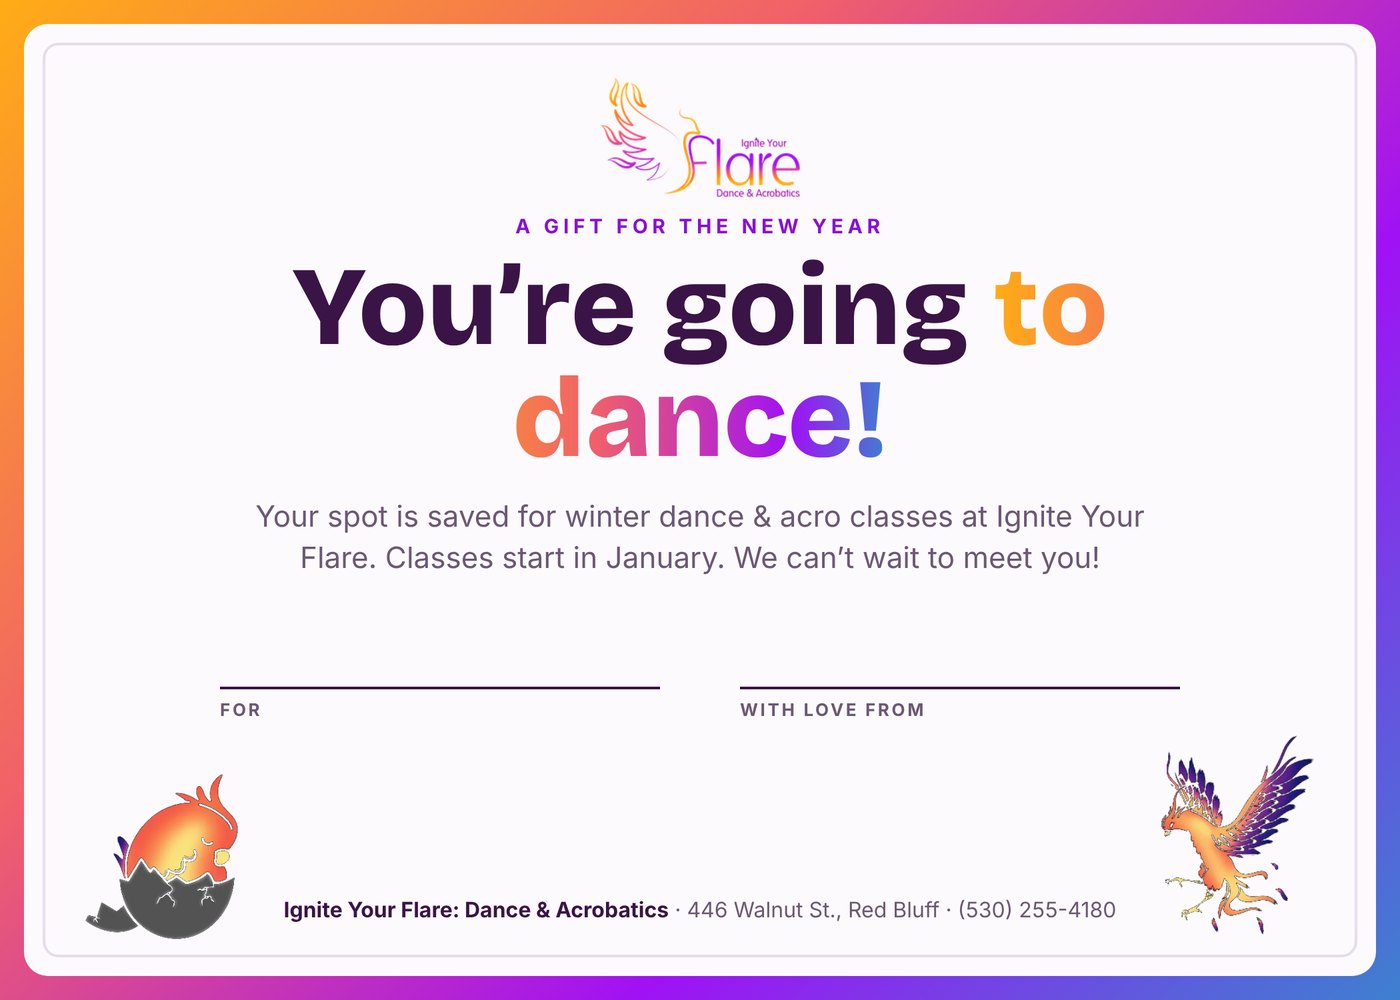 Ignite Your
Flare
Dance & Acrobatics
A GIFT FOR THE NEW YEAR
You’re going to
dance!
Your spot is saved for winter dance & acro classes at Ignite Your
Flare. Classes start in January. We can’t wait to meet you!
FOR
WITH LOVE FROM
Ignite Your Flare: Dance & Acrobatics · 446 Walnut St., Red Bluff · (530) 255-4180